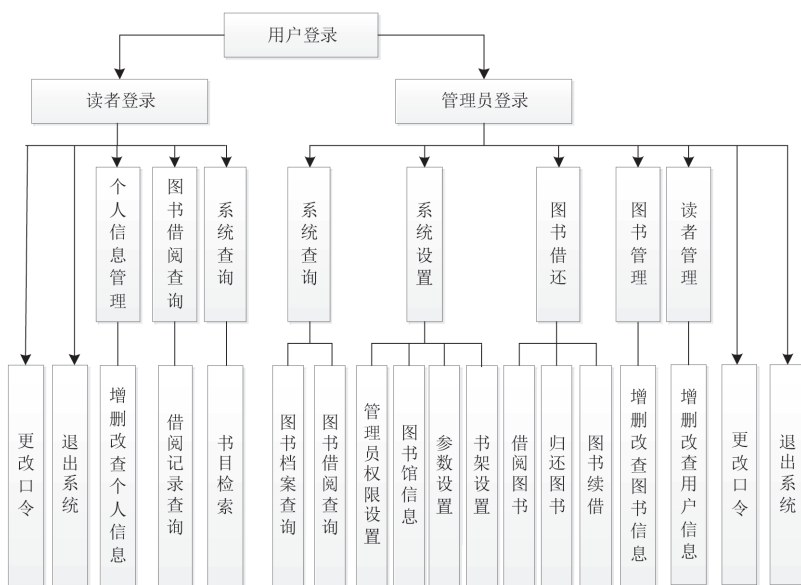 用户登录
读者登录
管理员登录
个人信息管理
图书借阅查询
系统查询
系统查询
系统设置
图书借还
图书管理
读者管理
更改口令
退出系统
增删改查个人信息
借阅记录查询
书目检索
图书档案查询
图书借阅查询
管理员权限设置
图书馆信息
参数设置
书架设置
借阅图书
归还图书
图书续借
增删改查图书信息
增删改查用户信息
更改口令
退出系统